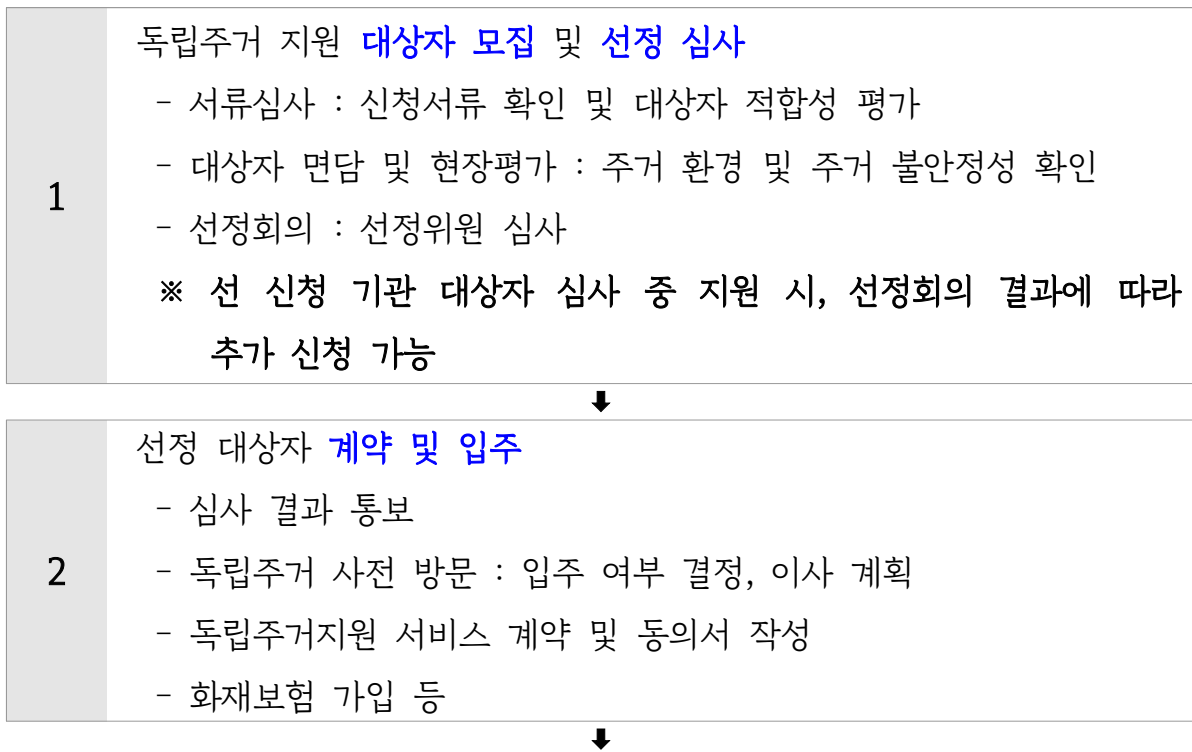 독립주거 지원 대상자 모집 및 선정 심사
- 서류심사 : 신청서류 확인 및 대상자 적합성 평가
- 대상자 면담 및 현장평가 : 주거 환경 및 주거 불안정성 확인
1
- 선정회의 : 선정위원 심사
※ 선 신청 기관 대상자 심사 중 지원 시, 선정회의 결과에 따라
추가 신청 가능
⬇
선정 대상자 계약 및 입주
- 심사 결과 통보
2
- 독립주거 사전 방문 : 입주 여부 결정, 이사 계획
- 독립주거지원 서비스 계약 및 동의서 작성
- 화재보험 가입 등
⬇